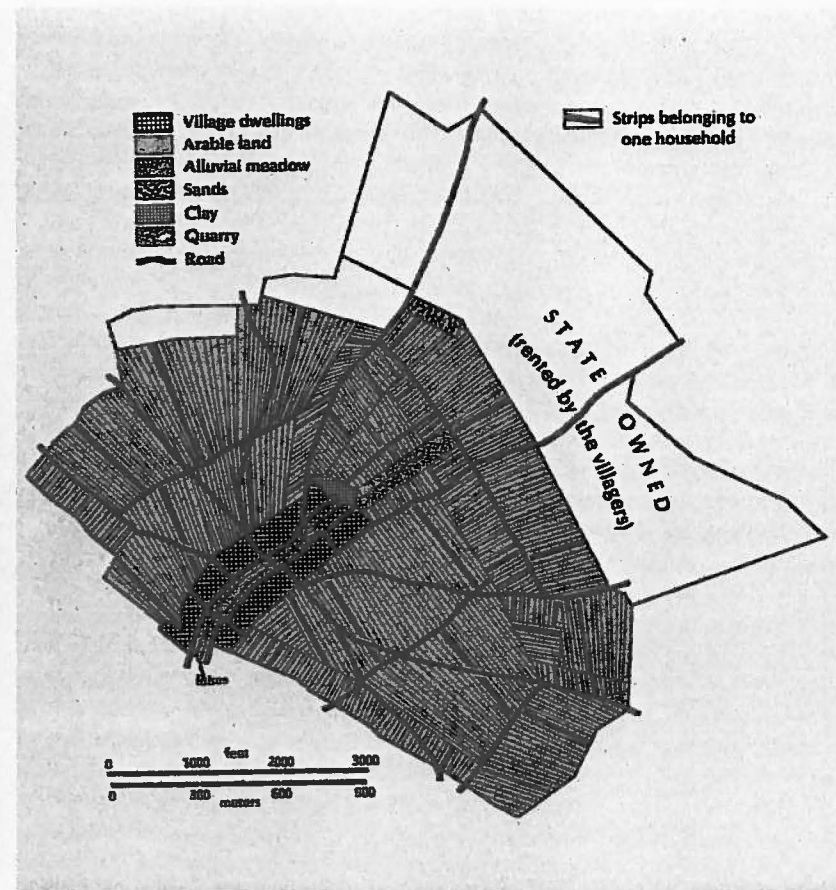 Village dwellings
Arable land
Alluvial meadow
Sands
Clay
Quarry
Road
Strips belonging to
one household
STATE OWNED
(rented by the villagers)
feet
0 1000 2000 3000
0 300 600 900
meters